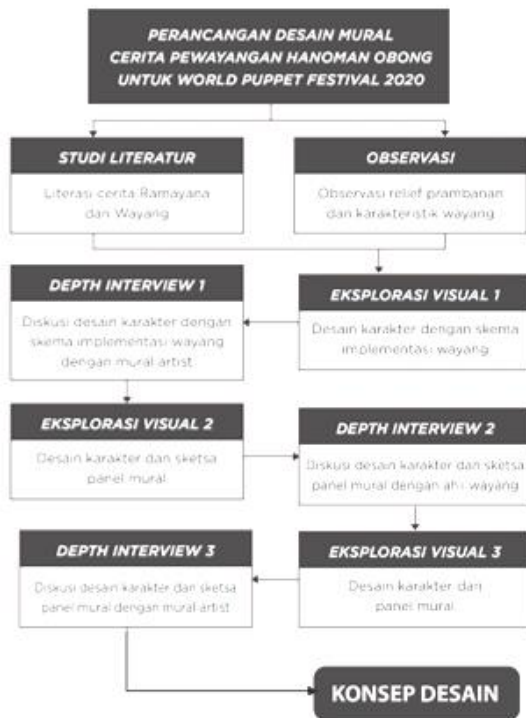 PERANCANGAN DESAIN MURAL
CERITA PEWAYANGAN HANOMAN OBONG
UNTUK WORLD PUPPET FESTIVAL 2020
STUDI LITERATUR
Literasi cerita Ramayana
dan Wayang
OBSERVASI
Observasi relief prambanan
dan karakteristik wayang
EKSPLORASI VISUAL 1
Desain karakter dengan skema
implementasi wayang
DEPTH INTERVIEW 1
Diskusi desain karakter dengan
skema implementasi wayang
dengan mural artist
EKSPLORASI VISUAL 2
Desain karakter dan sketsa
panel mural
DEPTH INTERVIEW 2
Diskusi desain karakter dan sketsa
panel mural dengan ahli wayang
EKSPLORASI VISUAL 3
Desain karakter dan
panel mural
DEPTH INTERVIEW 3
Diskusi desain karakter dan sketsa
panel mural dengan mural artist
KONSEP DESAIN